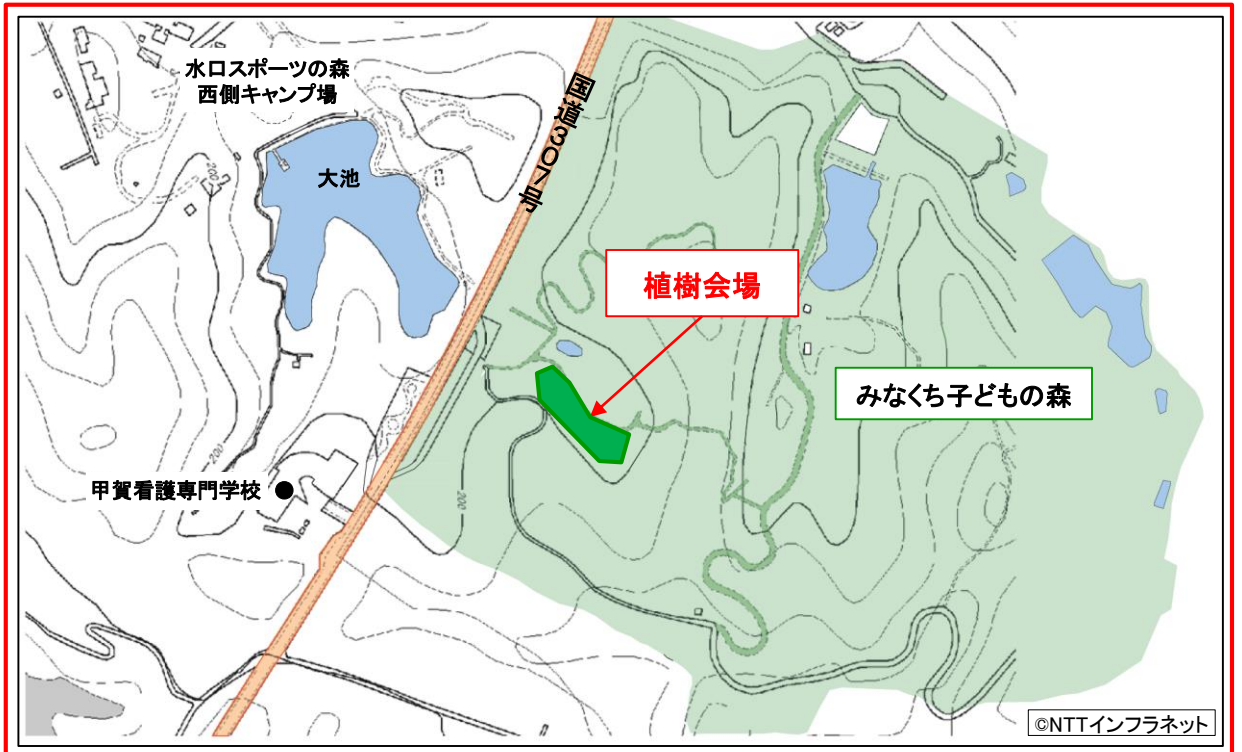 水口スポーツの森
西側キャンプ場
国道307号
大池
植樹会場
みなくち子どもの森
甲賀看護専門学校
200
200
200
©NTTインフラネット